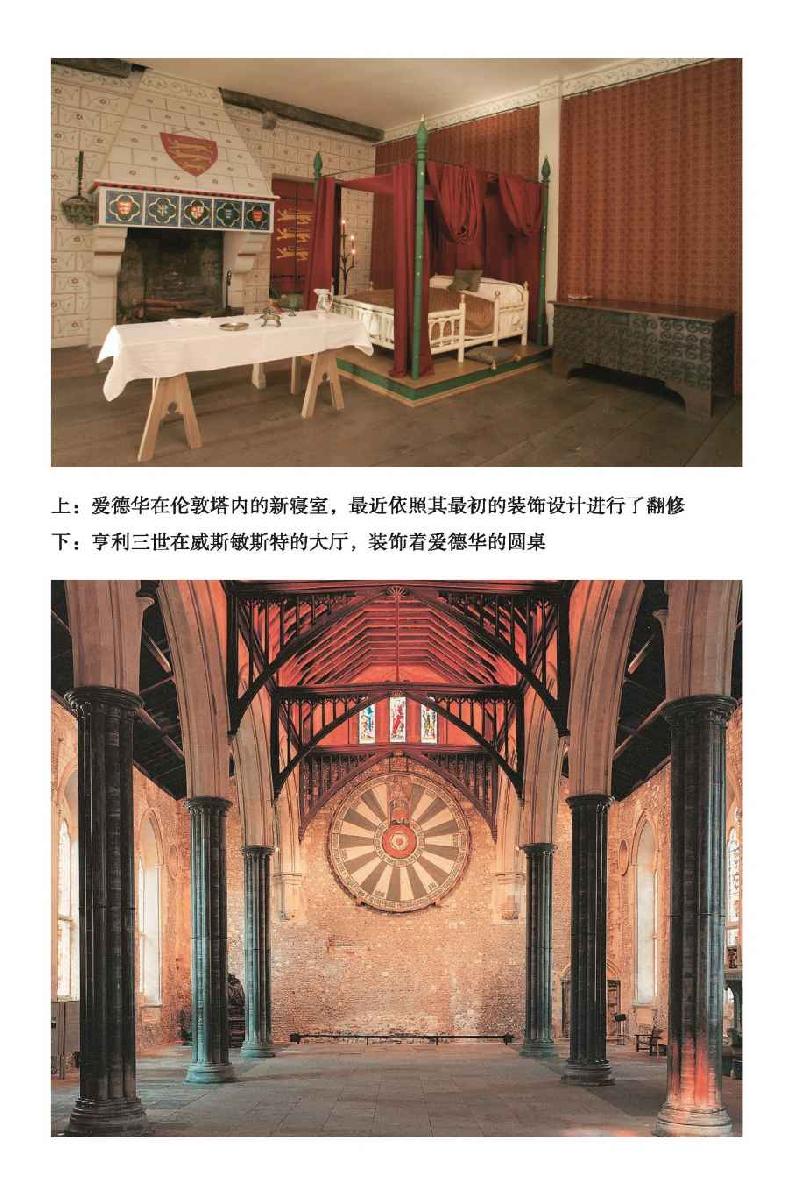 上：爱德华在伦敦塔内的新寝室，最近依照其最初的装饰设计进行了翻修
下：亨利三世在威斯敏斯特的大厅，装饰着爱德华的圆桌